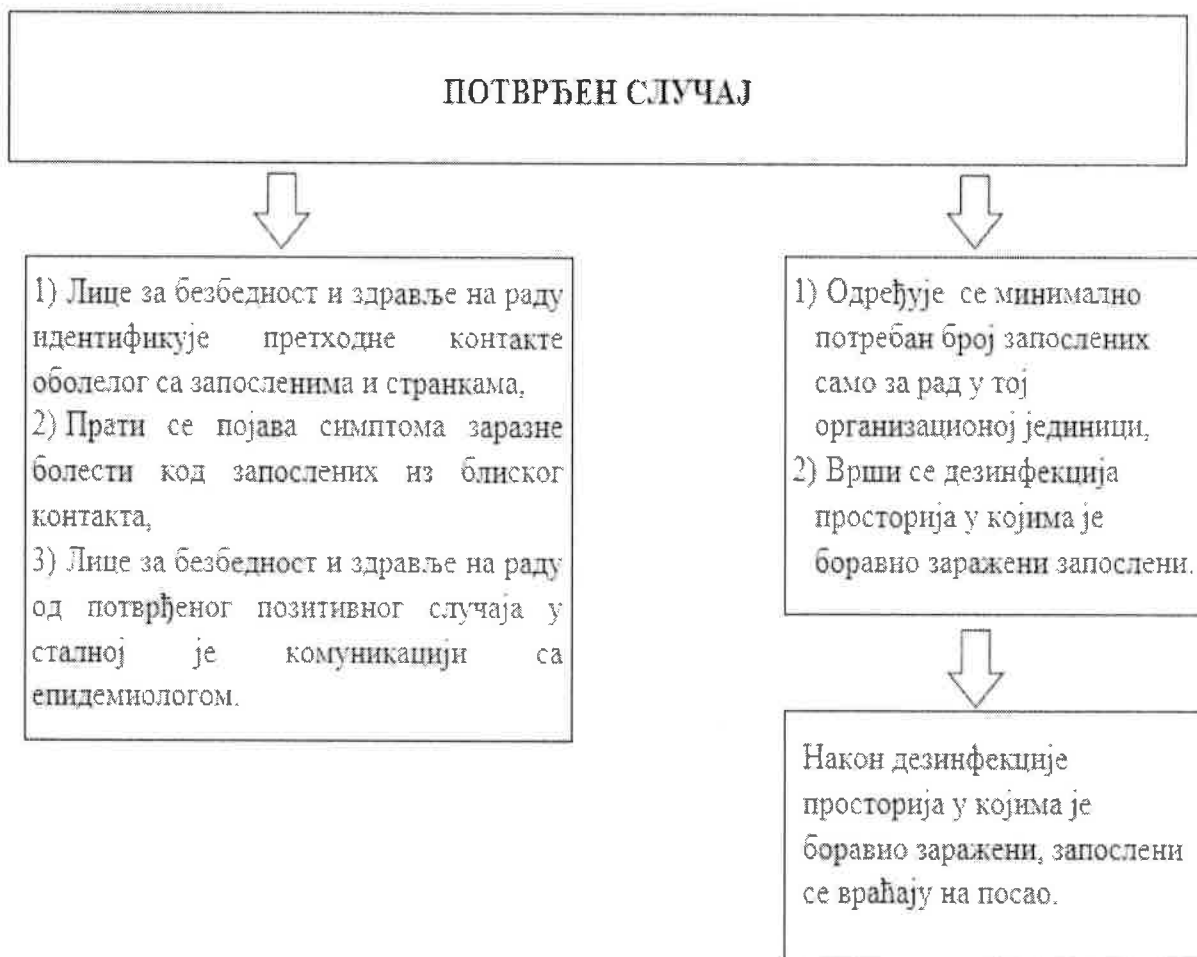 ПОТВРЂЕН СЛУЧАЈ
1) Лице за безбедност и здравље на раду
идентификује претходне контакте
оболелог са запосленима и странкама,
2) Прати се појава симптома заразне
болести код запослених из блиског
контакта,
3) Лице за безбедност и здравље на раду
од потврђеног позитивног случаја у
сталној је комуникацији са
епидемиологом.
1) Одређује се минимално
потребан број запослених
само за рад у тој
организационој јединици,
2) Врши се дезинфекција
просторија у којима је
боравно заражени запослени.
Након дезинфекције
просторија у којима је
боравио заражени, запослени
се враћају на посао.